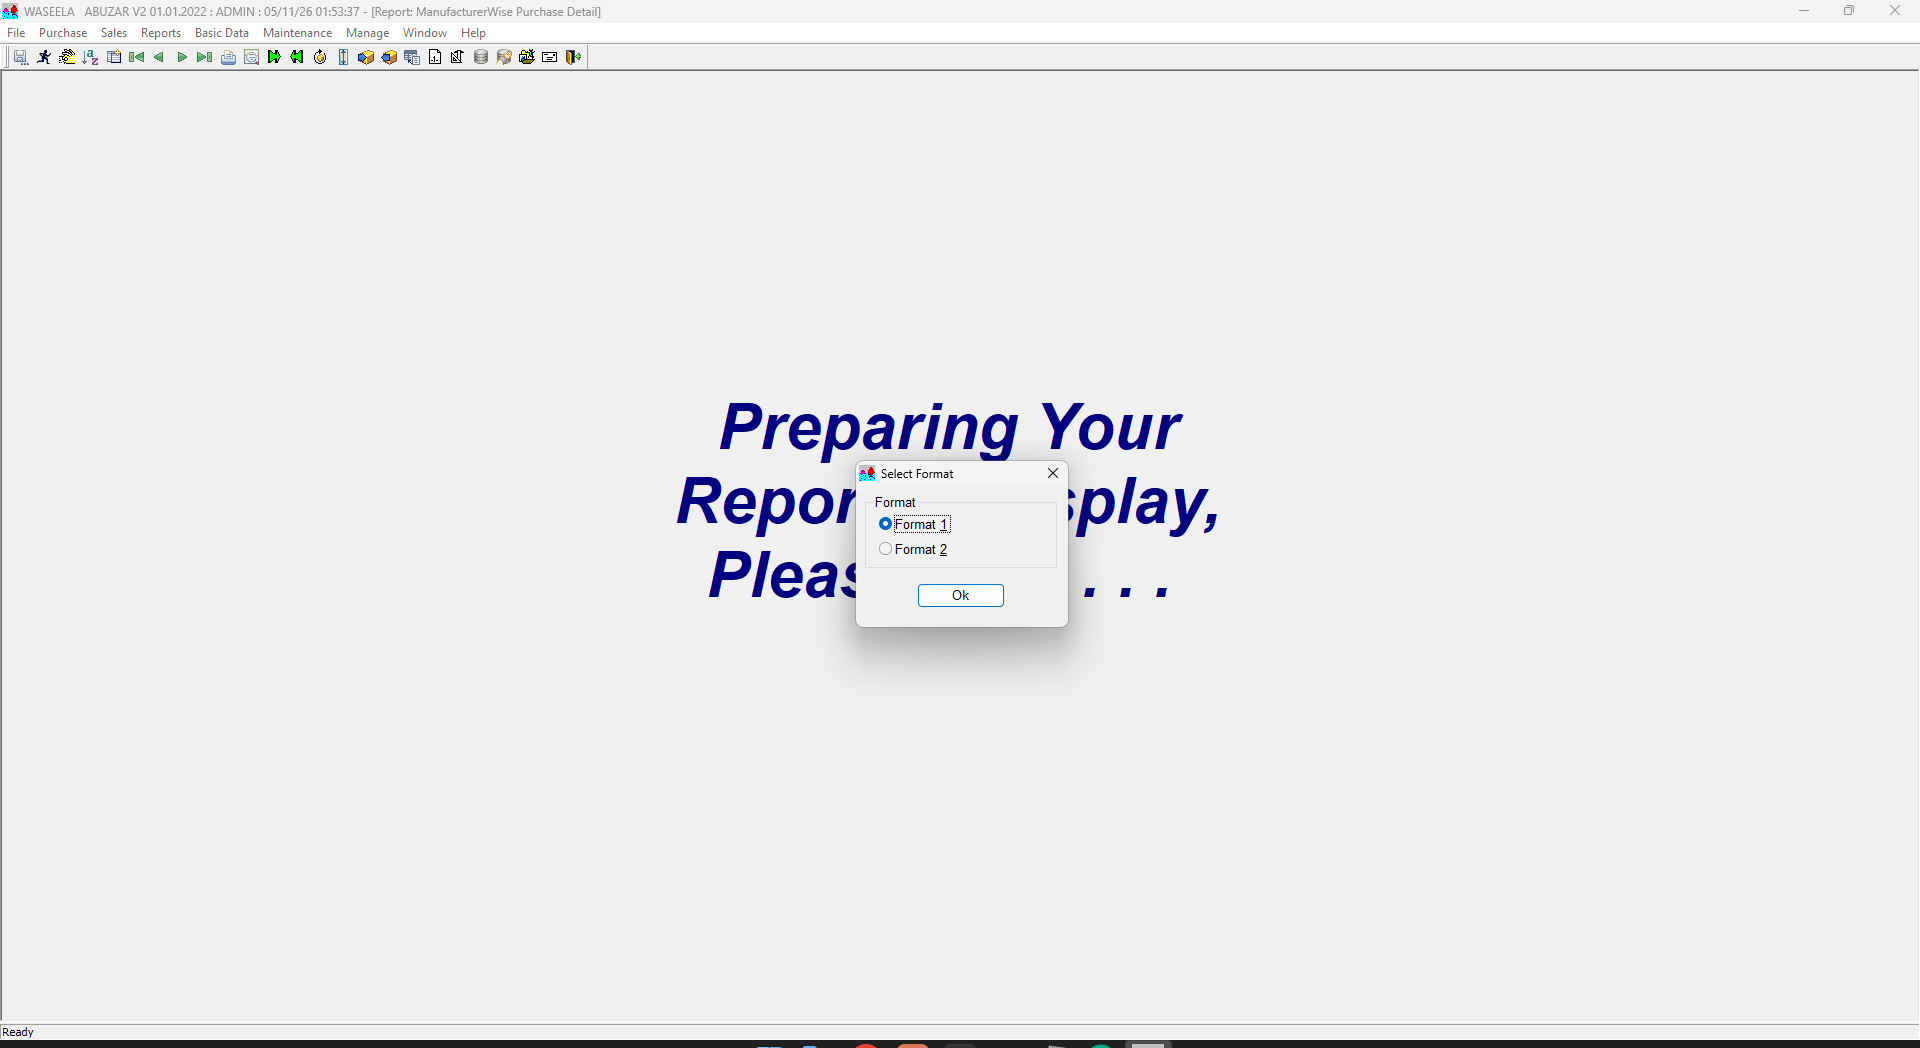 WASEELA   ABUZAR V2 01.01.2022 : ADMIN : 05/11/26 01:53:37 - [Report: ManufacturerWise Purchase Detail]
File Purchase Sales Reports Basic Data Maintenance Manage Window Help
Preparing Your
Repor splay,
Pleas . . .
Select Format
Format
Format 1
Format 2
Ok
Ready